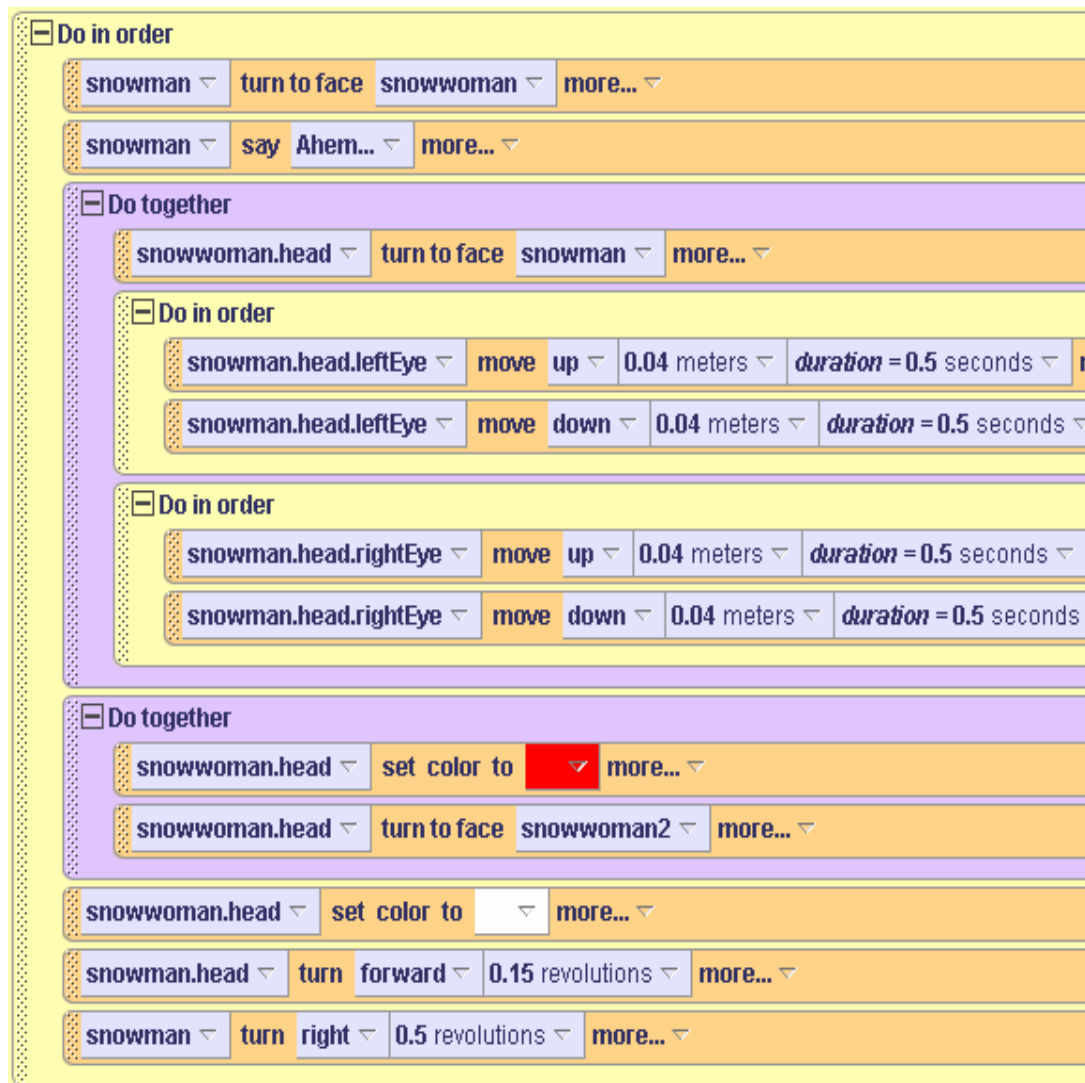 Do in order
snowman turn to face snowwoman more...
snowman say Ahem... more...
Do together
snowwoman.head turn to face snowman more...
Do in order
snowman.head.leftEye move up 0.04 meters duration = 0.5 seconds
snowman.head.leftEye move down 0.04 meters duration = 0.5 seconds
Do in order
snowman.head.rightEye move up 0.04 meters duration = 0.5 seconds
snowman.head.rightEye move down 0.04 meters duration = 0.5 seconds
Do together
snowwoman.head set color to more...
snowwoman.head turn to face snowwoman2 more...
snowwoman.head set color to more...
snowman.head turn forward 0.15 revolutions more...
snowman turn right 0.5 revolutions more...